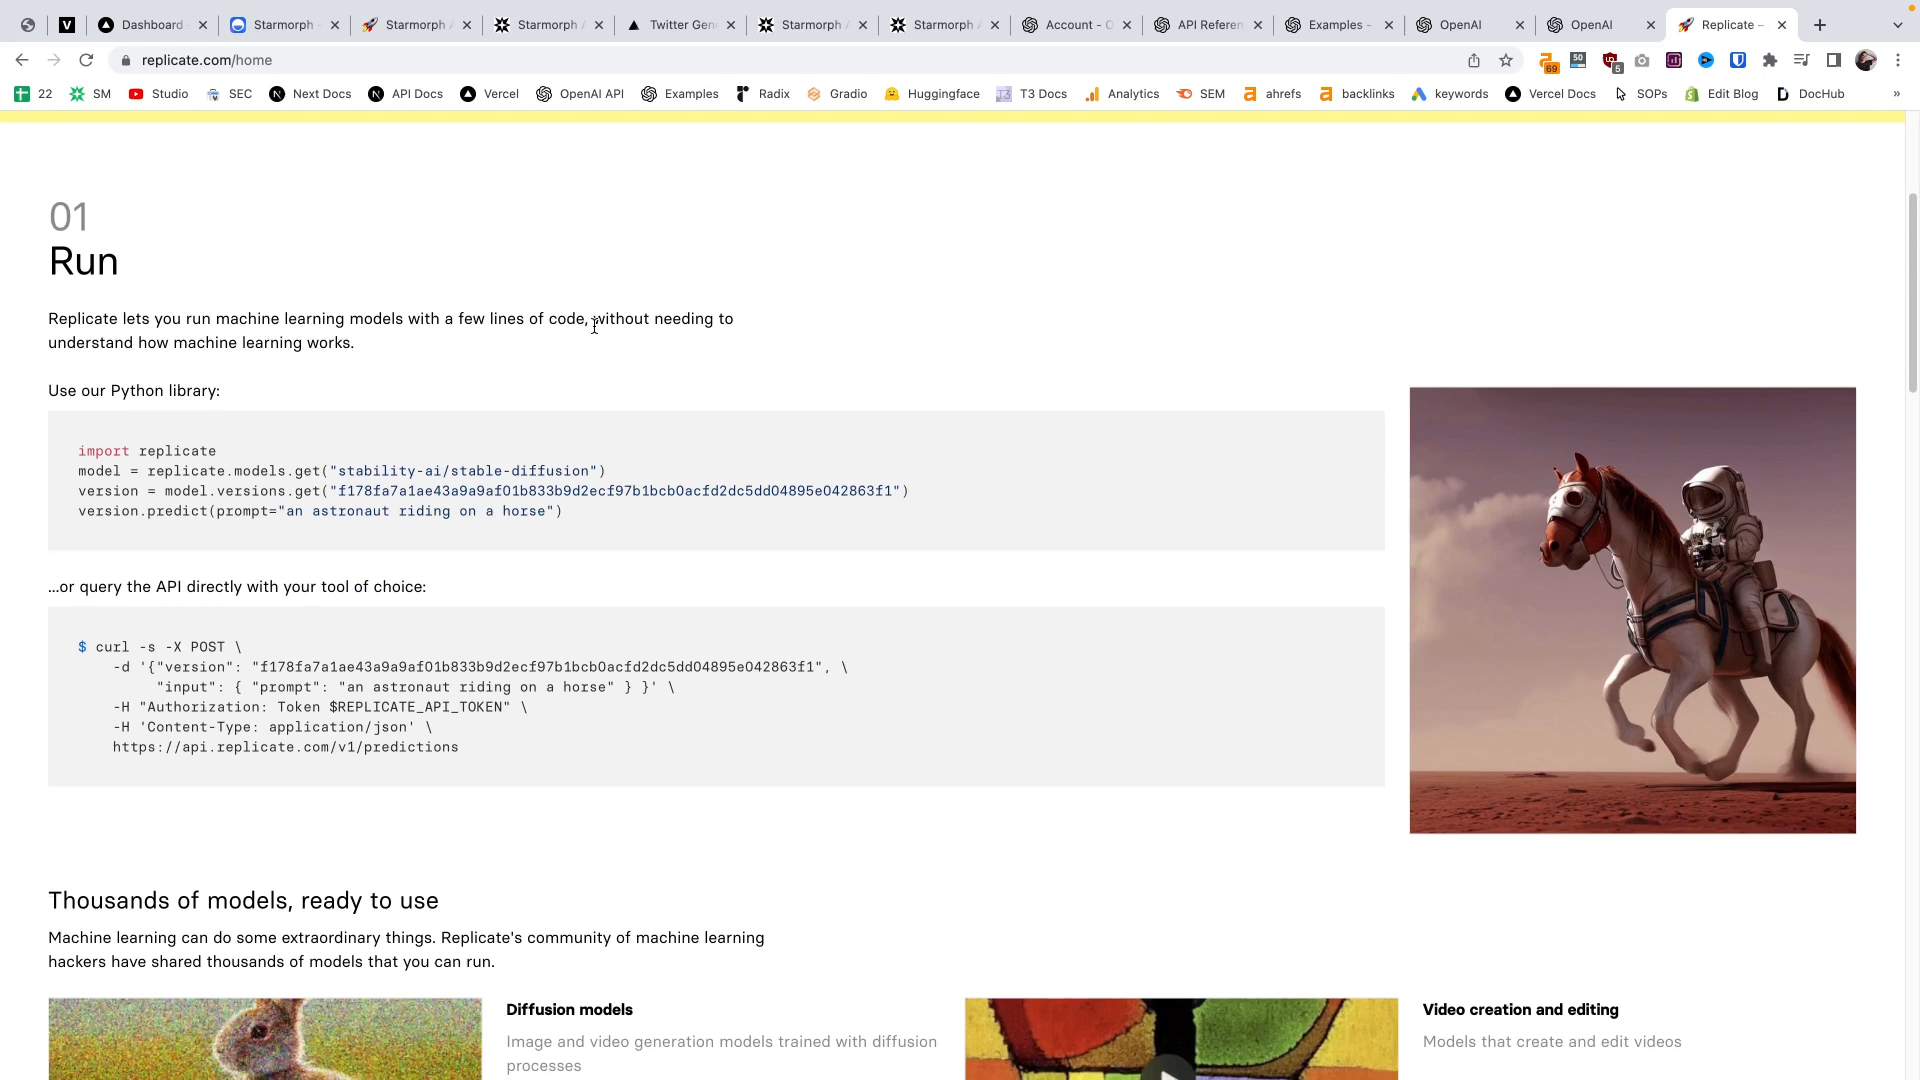 Dashboard
Starmorph
Starmorph
Starmorph
Twitter Gen
Starmorph
Starmorph
Account - O
API Referen
Examples -
OpenAI
OpenAI
Replicate –
replicate.com/home
69
50
5
22
SM
Studio
SEC
Next Docs
API Docs
Vercel
OpenAI API
Examples
Radix
Gradio
Huggingface
T3 Docs
Analytics
SEM
ahrefs
backlinks
keywords
Vercel Docs
SOPs
Edit Blog
DocHub
»
01
Run
Replicate lets you run machine learning models with a few lines of code, without needing to
understand how machine learning works.
Use our Python library:
import replicate
model = replicate.models.get("stability-ai/stable-diffusion")
version = model.versions.get("f178fa7a1ae43a9a9af01b833b9d2ecf97b1bcb0acfd2dc5dd04895e042863f1")
version.predict(prompt="an astronaut riding on a horse")
...or query the API directly with your tool of choice:
$ curl -s -X POST \
-d '{"version": "f178fa7a1ae43a9a9af01b833b9d2ecf97b1bcb0acfd2dc5dd04895e042863f1", \
"input": { "prompt": "an astronaut riding on a horse" } }' \
-H "Authorization: Token $REPLICATE_API_TOKEN" \
-H 'Content-Type: application/json' \
https://api.replicate.com/v1/predictions
Thousands of models, ready to use
Machine learning can do some extraordinary things. Replicate's community of machine learning
hackers have shared thousands of models that you can run.
Diffusion models
Image and video generation models trained with diffusion
processes
Video creation and editing
Models that create and edit videos